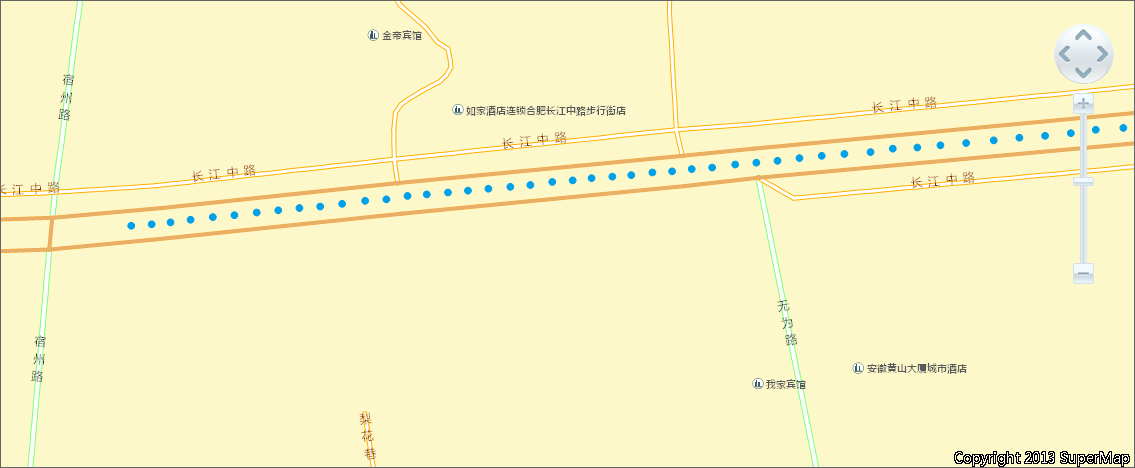 金帝宾馆
宿州路
如家酒店连锁合肥长江中路步行街店
长江中路
长江中路
长江中路
长江中路
长江中路
宿州路
无为路
安徽黄山大厦城市酒店
我家宾馆
梨花巷
Copyright 2013 SuperMap